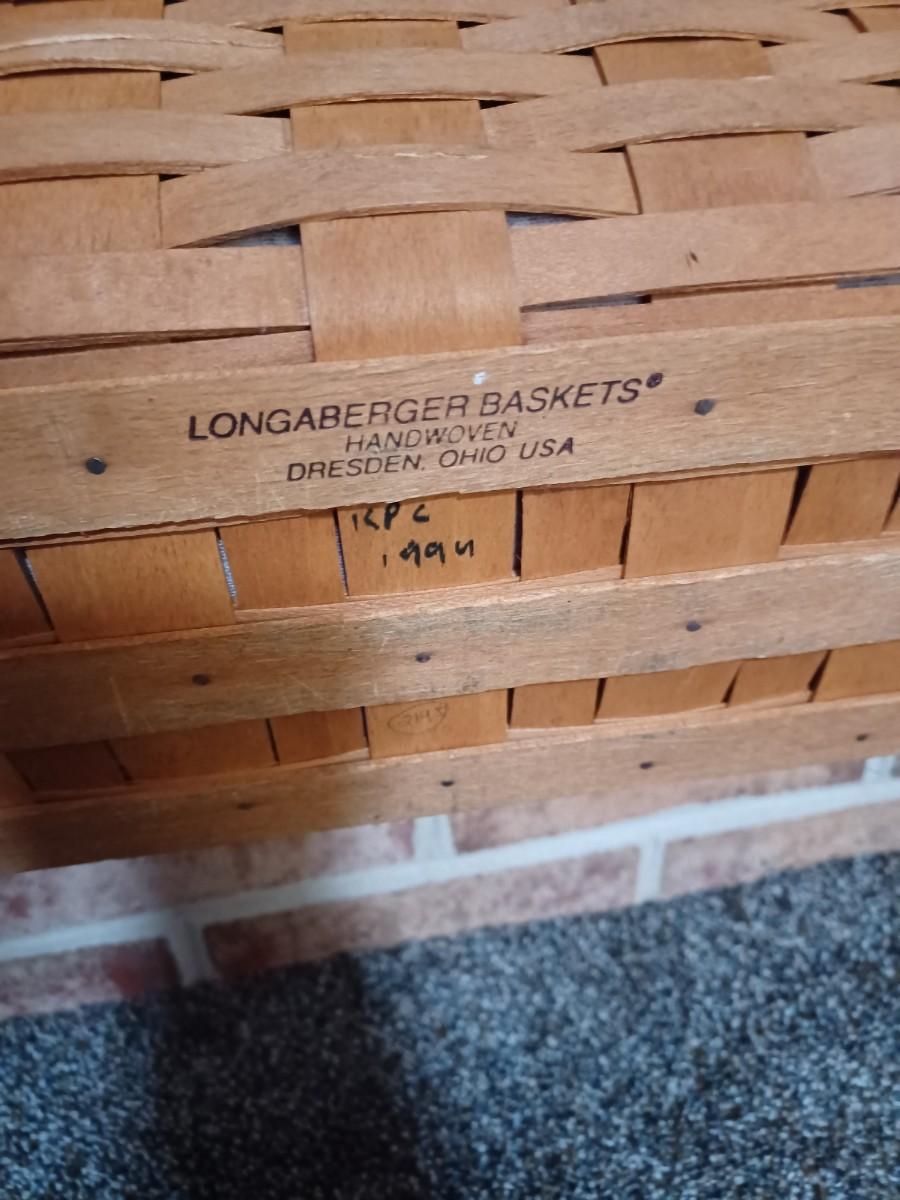 LONGABERGER BASKETS®
HANDWOVEN
DRESDEN, OHIO USA
KPC
1994